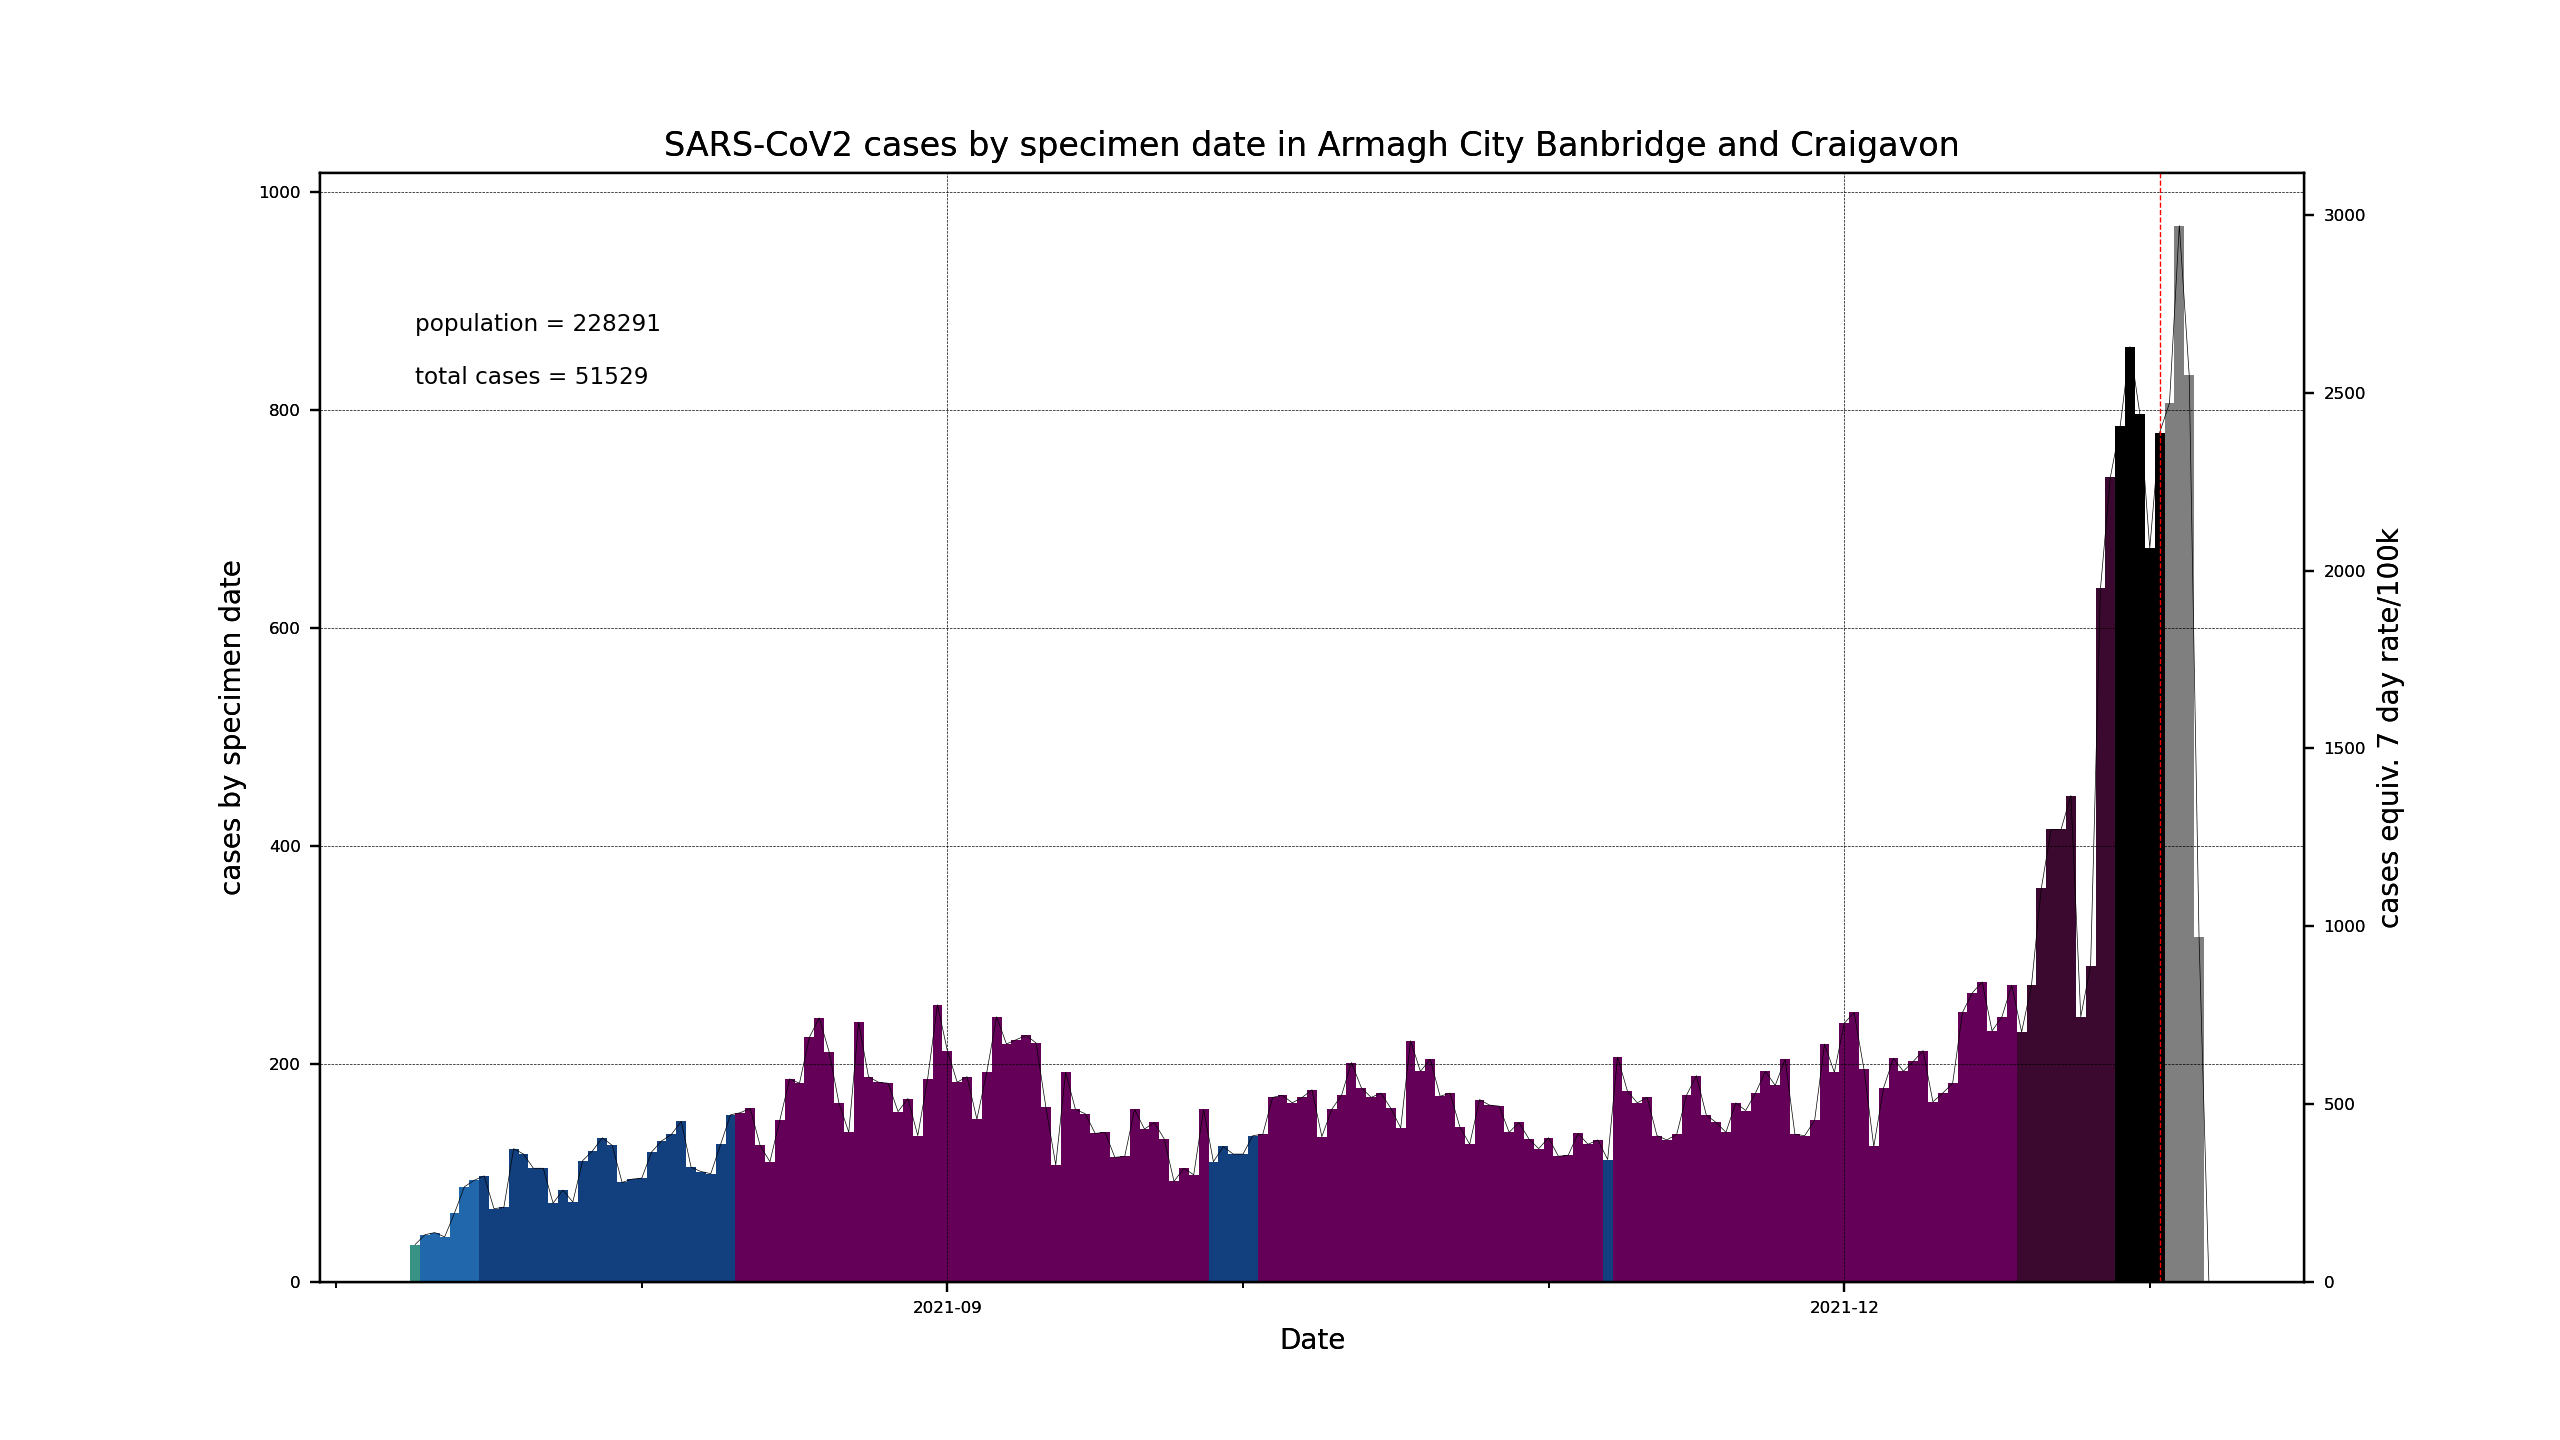 SARS-CoV2 cases by specimen date in Armagh City Banbridge and Craigavon
population = 228291
total cases = 51529
cases by specimen date
1000
800
600
400
200
0
3000
2500
2000
1500
1000
500
0
cases equiv. 7 day rate/100k
2021-09
2021-12
Date